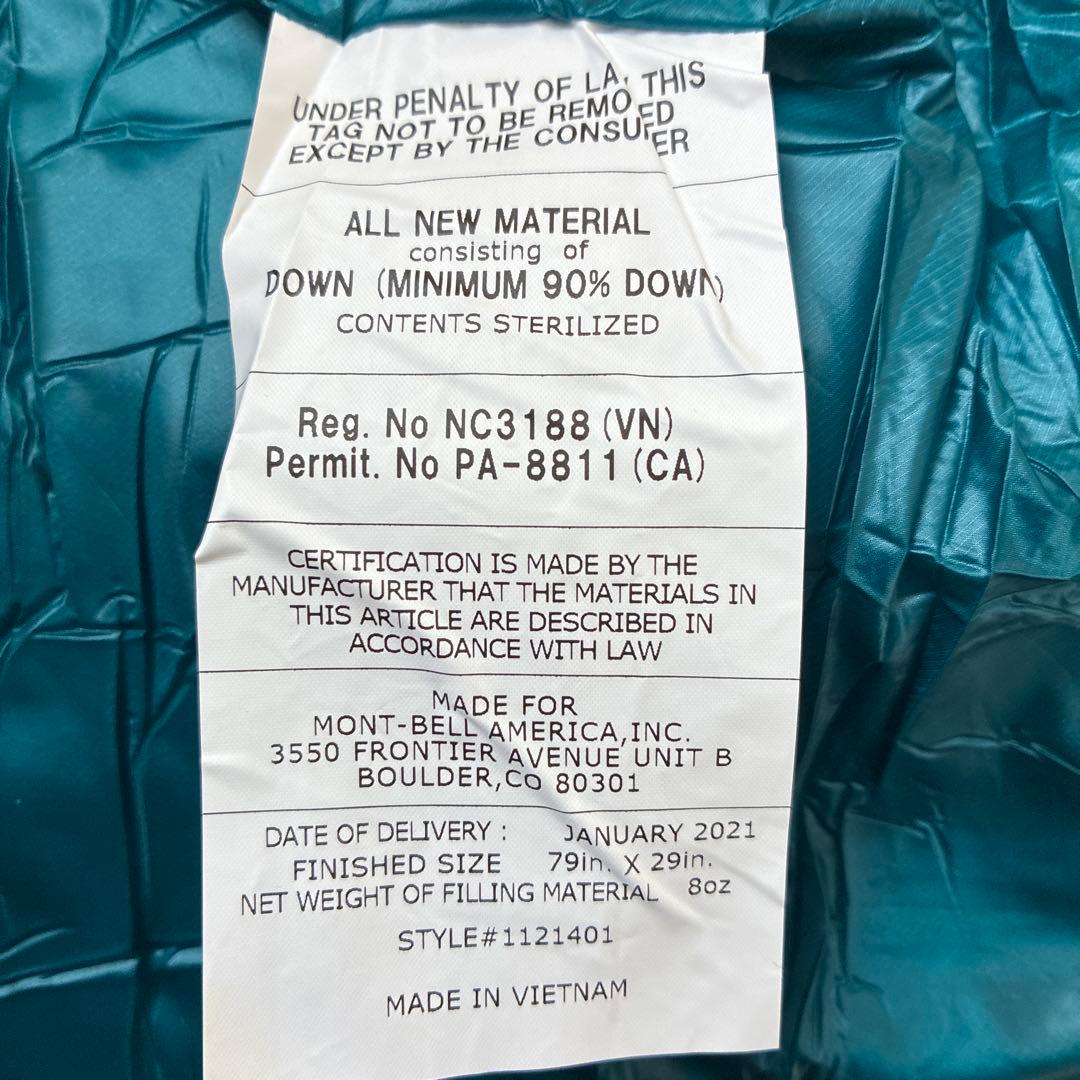 UNDER PENALTY OF LA, THIS
TAG NOT TO BE REMO ED
EXCEPT BY THE CONSU ER
ALL NEW MATERIAL
consisting of
DOWN (MINIMUM 90% DOWN)
CONTENTS STERILIZED
Reg. No NC3188 (VN)
Permit. No PA-8811 (CA)
CERTIFICATION IS MADE BY THE
MANUFACTURER THAT THE MATERIALS IN
THIS ARTICLE ARE DESCRIBED IN
ACCORDANCE WITH LAW
MADE FOR
MONT-BELL AMERICA,INC.
3550 FRONTIER AVENUE UNIT B
BOULDER,CO 80301
DATE OF DELIVERY : JANUARY 2021
FINISHED SIZE 79in. X 29in.
NET WEIGHT OF FILLING MATERIAL 8oz
STYLE#1121401
MADE IN VIETNAM